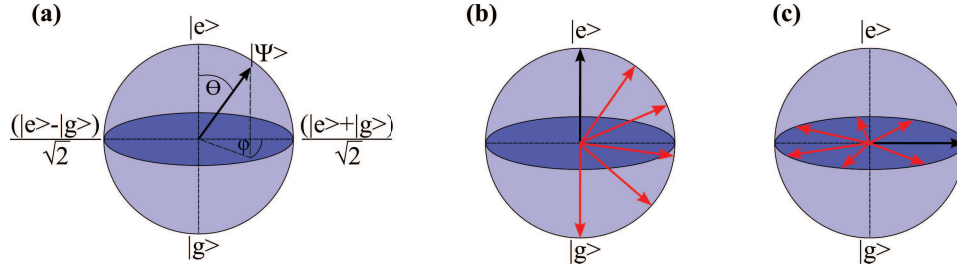 (a)
|e>
|Ψ>
Θ
(|e>-|g>)
√2
(|e>+|g>)
√2
φ
|g>
(b)
|e>
|g>
(c)
|e>
|g>